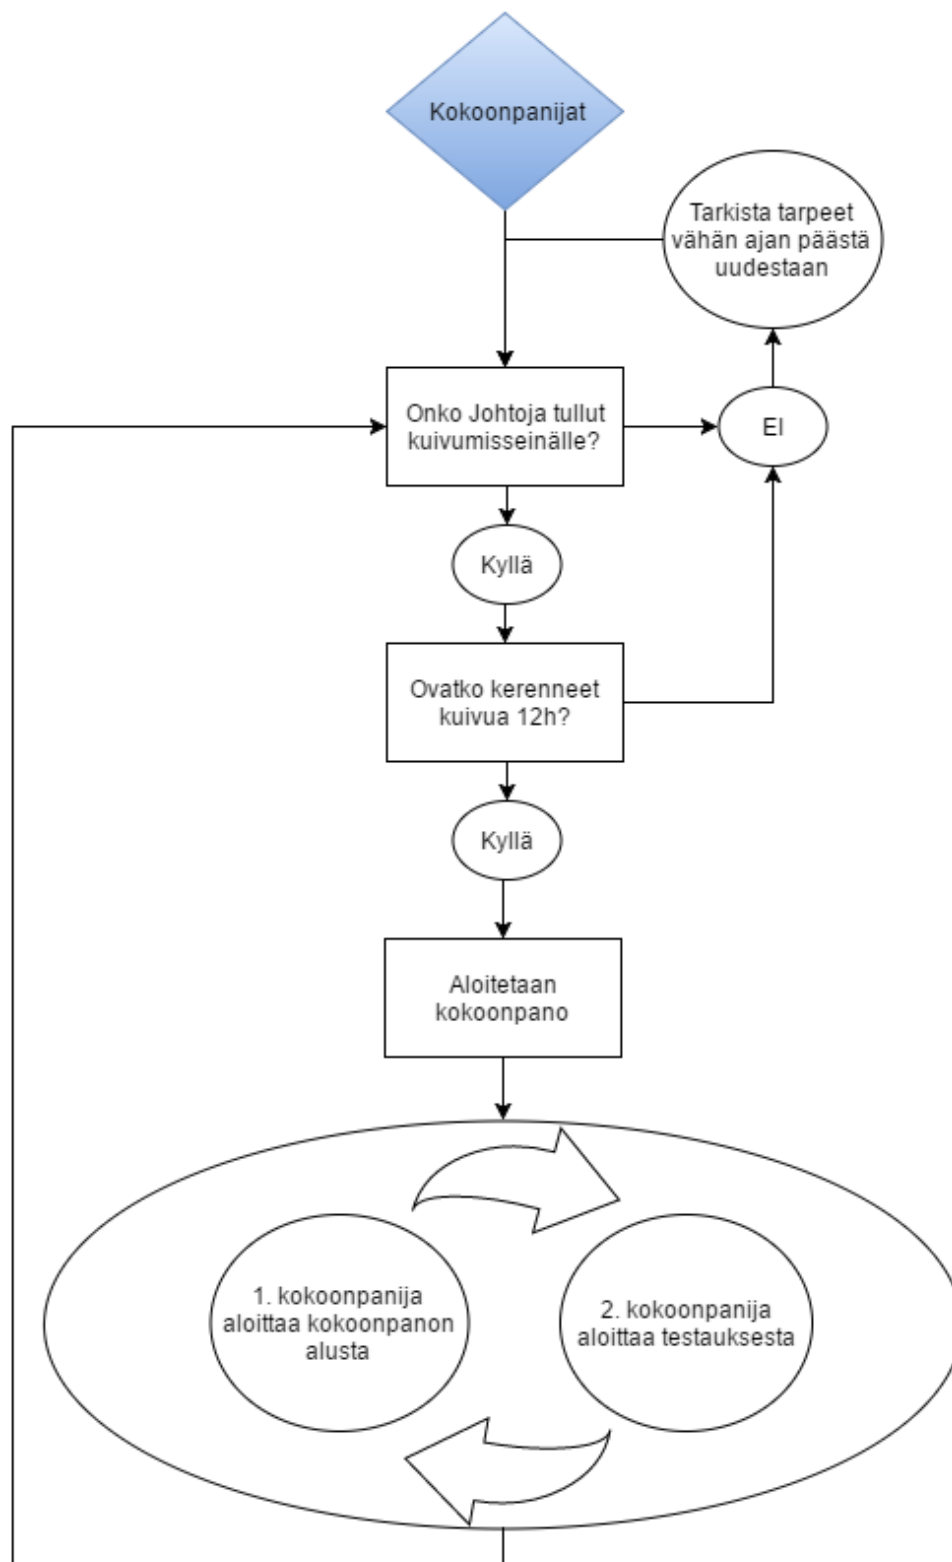 Kokoonpanijat
Tarkista tarpeet
vähän ajan päästä
uudestaan
Onko Johtoja tullut
kuivumisseinälle?
EI
Kyllä
Ovatko kerenneet
kuivua 12h?
Kyllä
Aloitetaan
kokoonpano
1. kokoonpanija
aloittaa kokoonpanon
alusta
2. kokoonpanija
aloittaa testauksesta